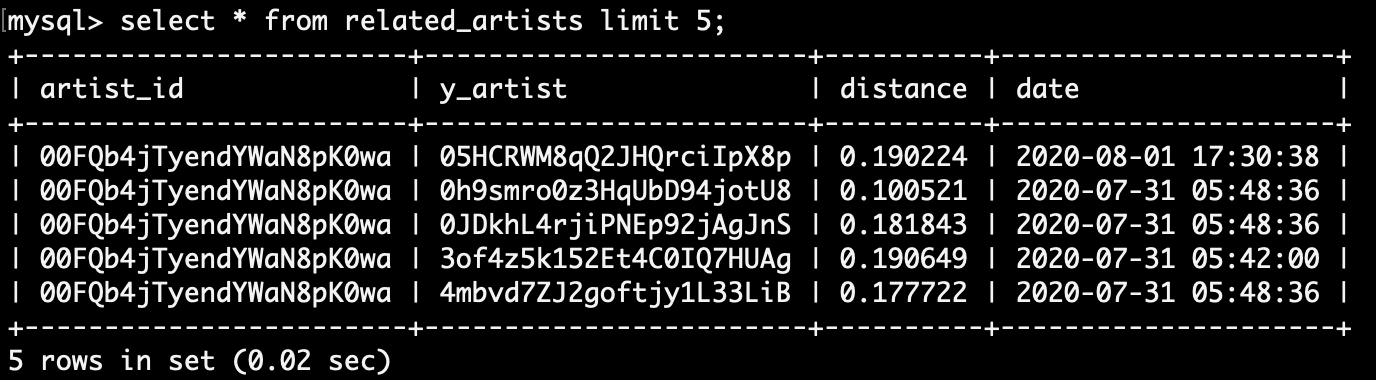 mysql> select * from related_artists limit 5;
+------------------------+------------------------+----------+---------------------+
| artist_id | y_artist | distance | date |
+------------------------+------------------------+----------+---------------------+
| 00FQb4jTyendYWaN8pK0wa | 05HCRWM8qQ2JHQrciIpX8p | 0.190224 | 2020-08-01 17:30:38 |
| 00FQb4jTyendYWaN8pK0wa | 0h9smro0z3HqUbD94jotU8 | 0.100521 | 2020-07-31 05:48:36 |
| 00FQb4jTyendYWaN8pK0wa | 0JDkhL4rjiPNEp92jAgJnS | 0.181843 | 2020-07-31 05:48:36 |
| 00FQb4jTyendYWaN8pK0wa | 3of4z5k152Et4C0IQ7HUAg | 0.190649 | 2020-07-31 05:42:00 |
| 00FQb4jTyendYWaN8pK0wa | 4mbvd7ZJ2goftjy1L33LiB | 0.177722 | 2020-07-31 05:48:36 |
+------------------------+------------------------+----------+---------------------+
5 rows in set (0.02 sec)